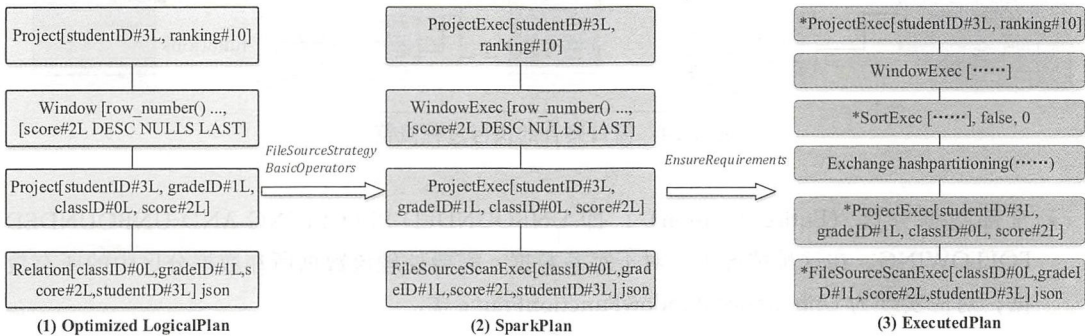 Project[studentID#3L, ranking#10]
Window [row_number() ...,
[score#2L DESC NULLS LAST]
Project[studentID#3L, gradeID#1L,
classID#0L, score#2L]
Relation[classID#0L,gradeID#1L,s
core#2L,studentID#3L] json
(1) Optimized LogicalPlan
FileSourceStrategy
BasicOperators
ProjectExec[studentID#3L,
ranking#10]
WindowExec [row_number() ...,
[score#2L DESC NULLS LAST]
ProjectExec[studentID#3L,
gradeID#1L, classID#0L, score#2L]
FileSourceScanExec[classID#0L,gra
deID#1L,score#2L,studentID#3L] json
(2) SparkPlan
EnsureRequirements
*ProjectExec[studentID#3L, ranking#10]
WindowExec [······]
*SortExec [······], false, 0
Exchange hashpartitioning(······)
*ProjectExec[studentID#3L,
gradeID#1L, classID#0L, score#2L]
*FileSourceScanExec[classID#0L,gradeI
D#1L,score#2L,studentID#3L] json
(3) ExecutedPlan